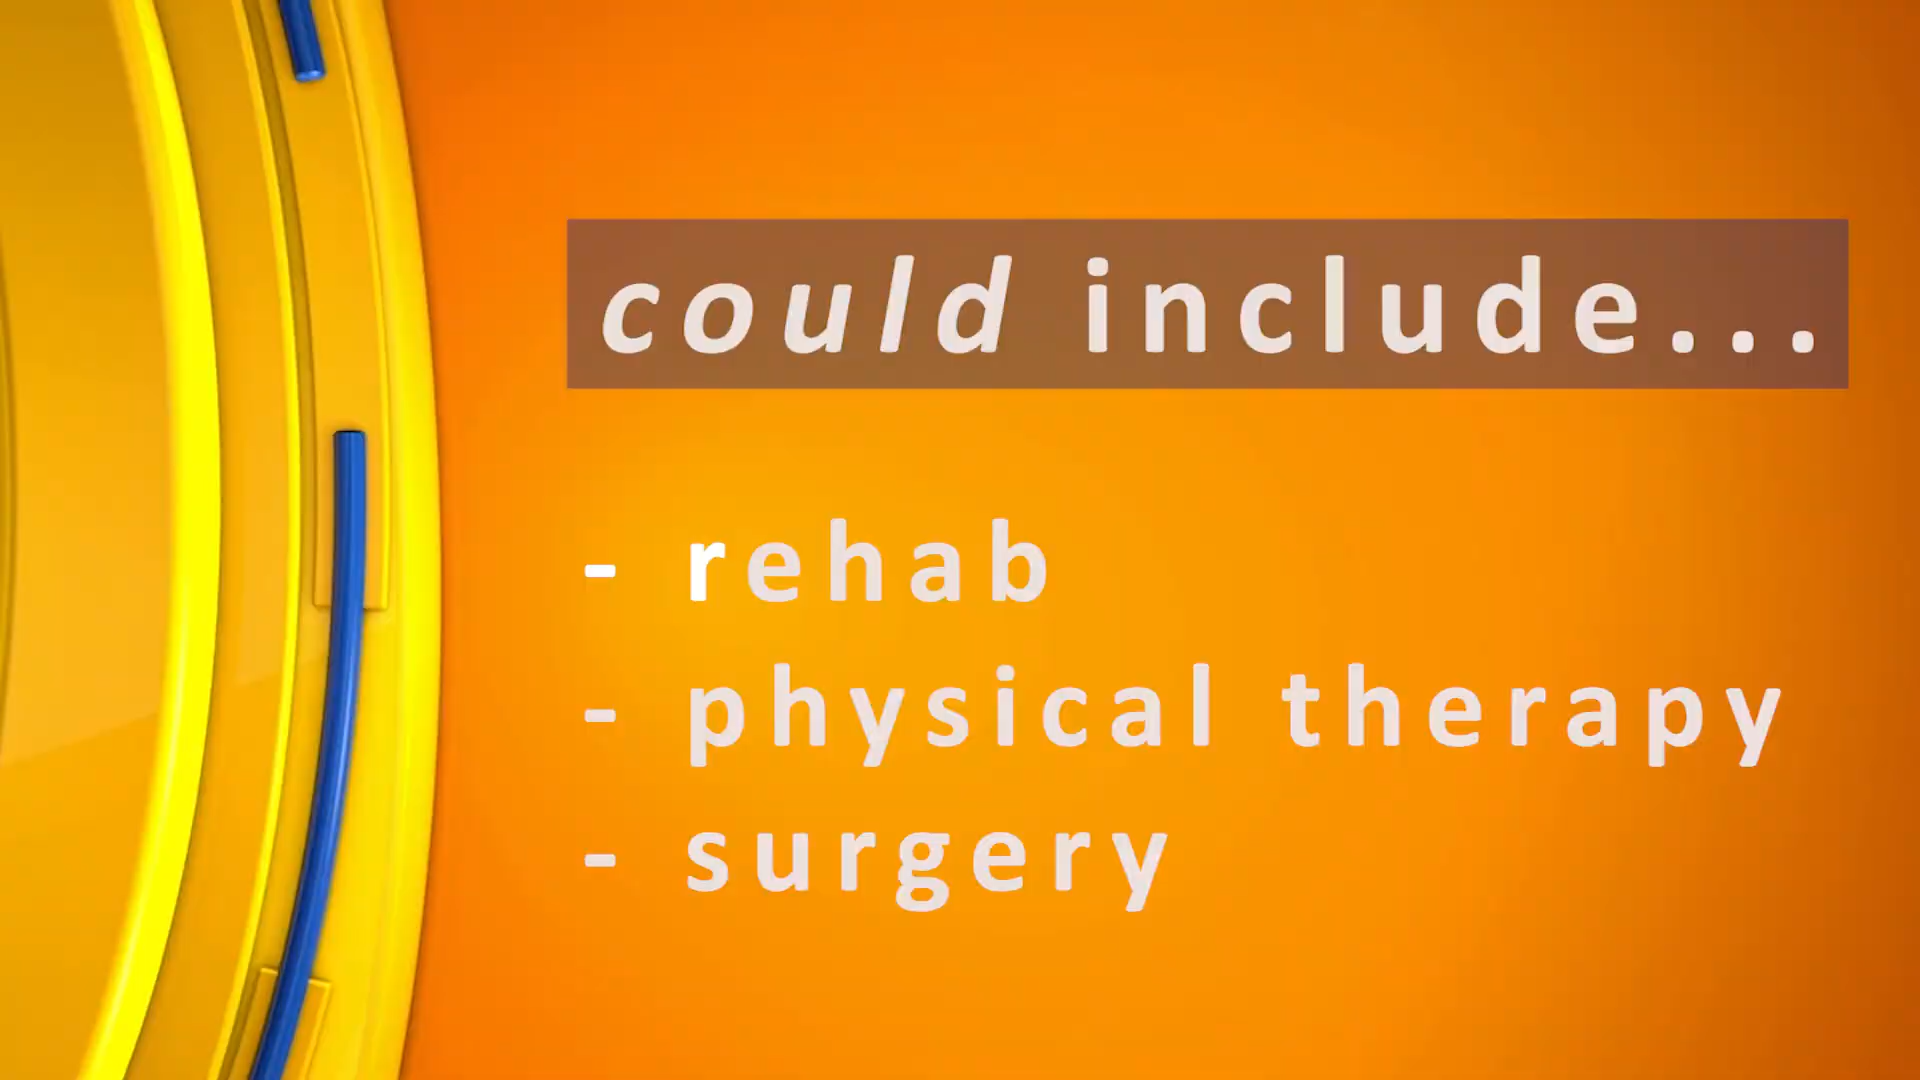 could include...
- rehab
- physical therapy
- surgery